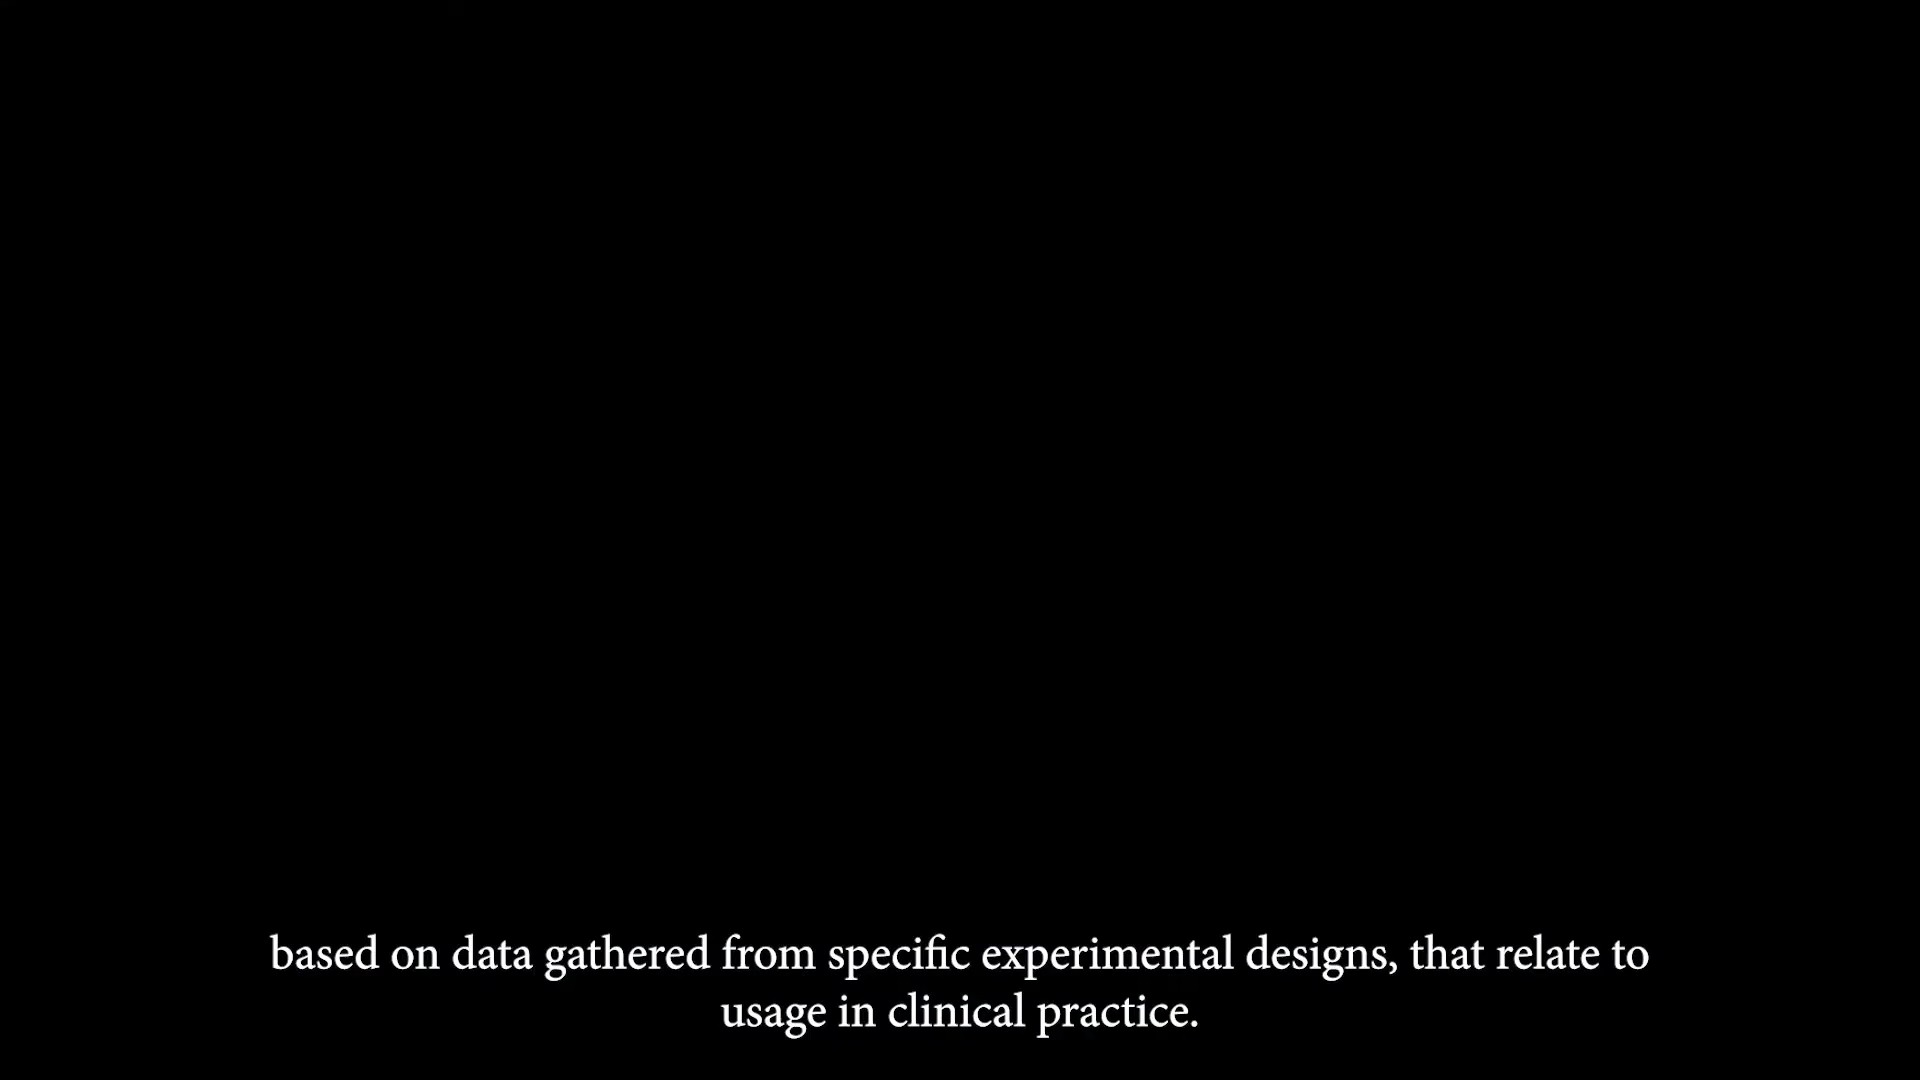 based on data gathered from specific experimental designs, that relate to
usage in clinical practice.